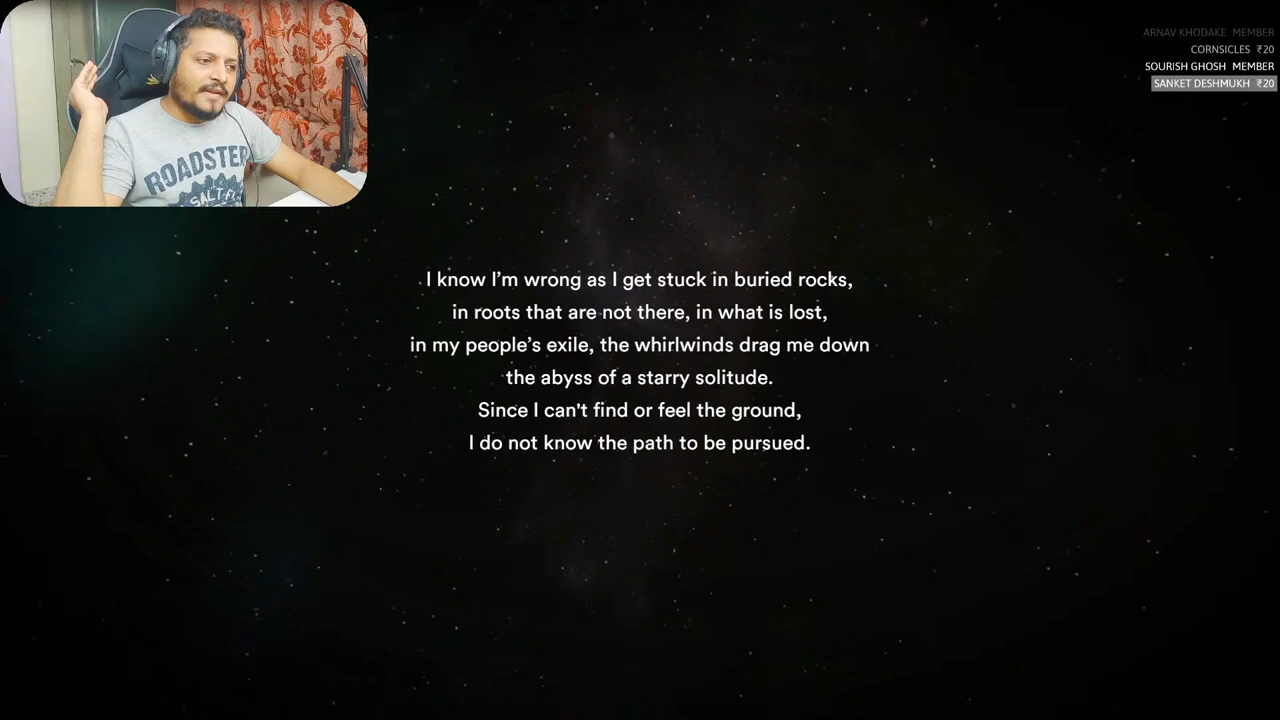 ARNAV KHODAKE MEMBER
CORNSICLES ₹20
SOURISH GHOSH MEMBER
SANKET DESHMUKH ₹20
ROADSTER
SALT FL
I know I'm wrong as I get stuck in buried rocks,
in roots that are not there, in what is lost,
in my people's exile, the whirlwinds drag me down
the abyss of a starry solitude.
Since I can't find or feel the ground,
I do not know the path to be pursued.